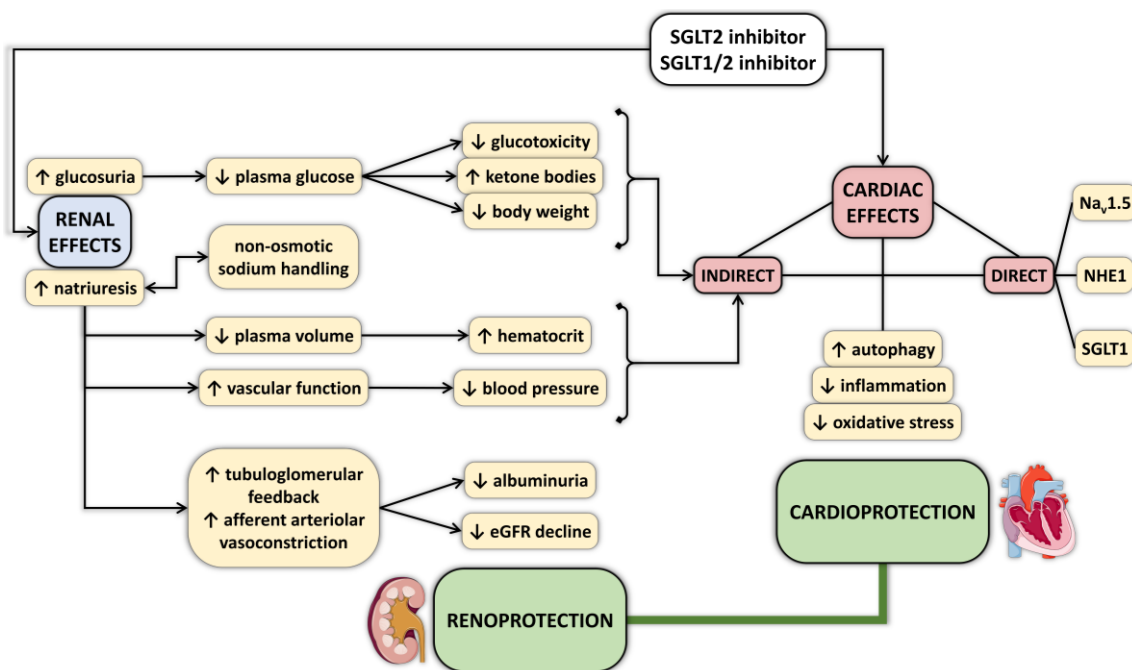 SGLT2 inhibitor
SGLT1/2 inhibitor
↑ glucosuria
↓ plasma glucose
↓ glucotoxicity
↑ ketone bodies
↓ body weight
RENAL
EFFECTS
non-osmotic
sodium handling
↑ natriuresis
↓ plasma volume
↑ hematocrit
↑ vascular function
↓ blood pressure
↑ tubuloglomerular
feedback
↑ afferent arteriolar
vasoconstriction
↓ albuminuria
↓ eGFR decline
CARDIAC
EFFECTS
INDIRECT
DIRECT
Naᵥ1.5
NHE1
SGLT1
↑ autophagy
↓ inflammation
↓ oxidative stress
CARDIOPROTECTION
RENOPROTECTION